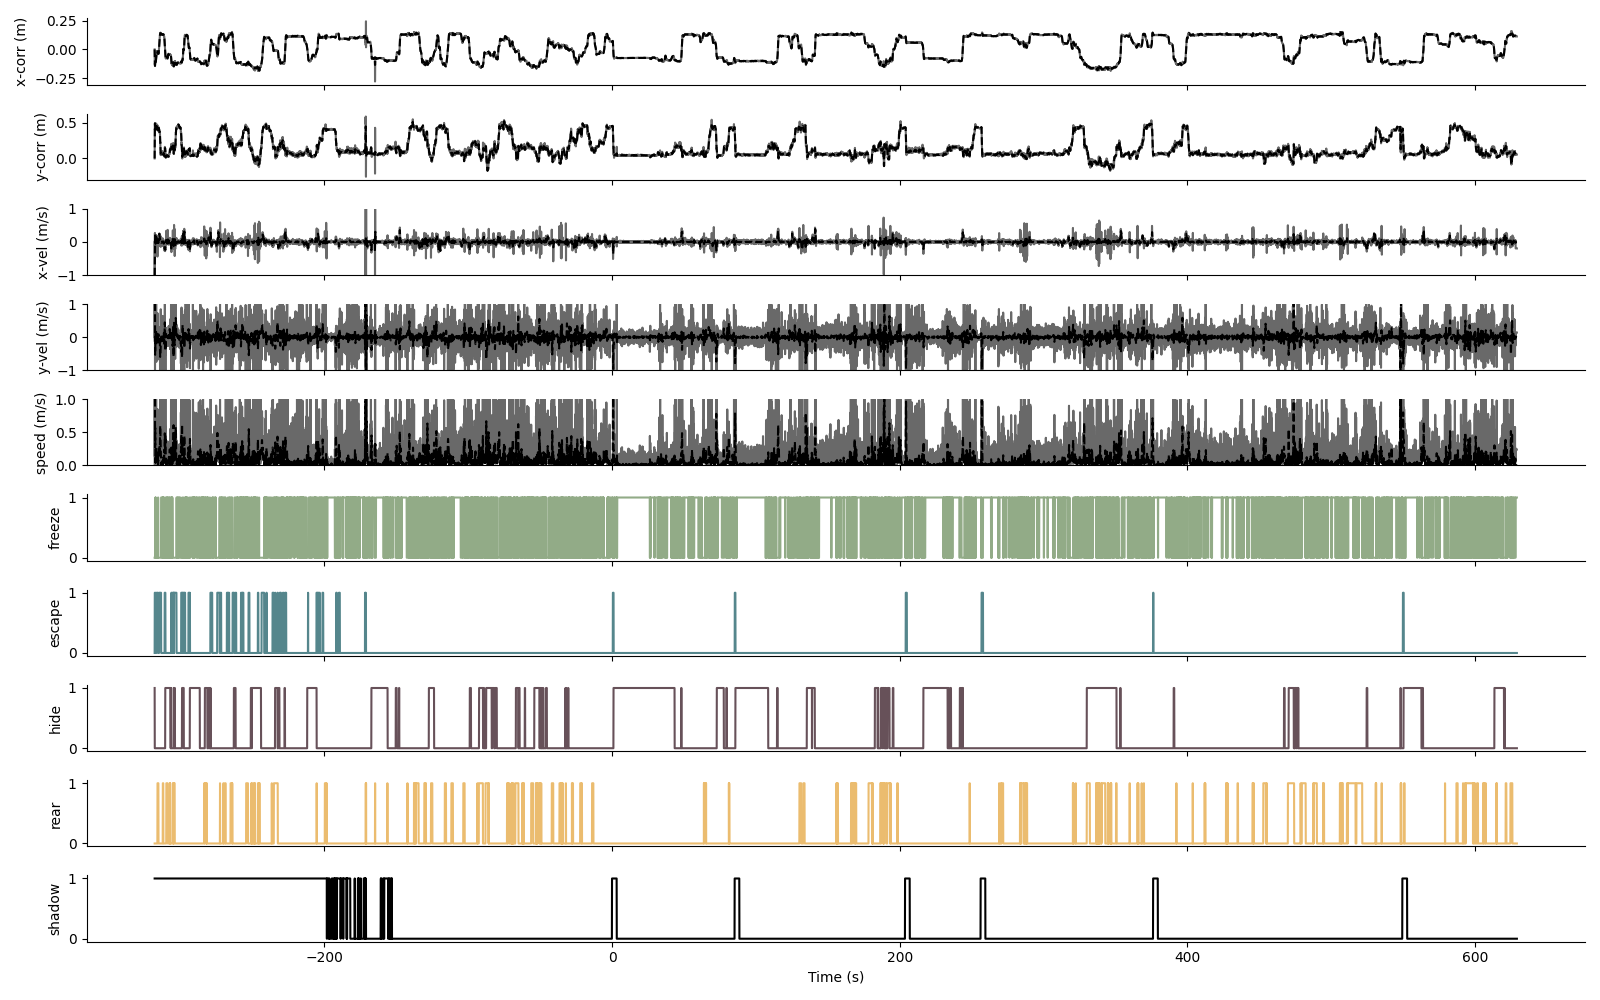 x-corr (m)
0.25
0.00
−0.25
y-corr (m)
0.5
0.0
x-vel (m/s)
1
0
−1
y-vel (m/s)
1
0
−1
speed (m/s)
1.0
0.5
0.0
freeze
1
0
escape
1
0
hide
1
0
rear
1
0
shadow
1
0
−200 0 200 400 600
Time (s)